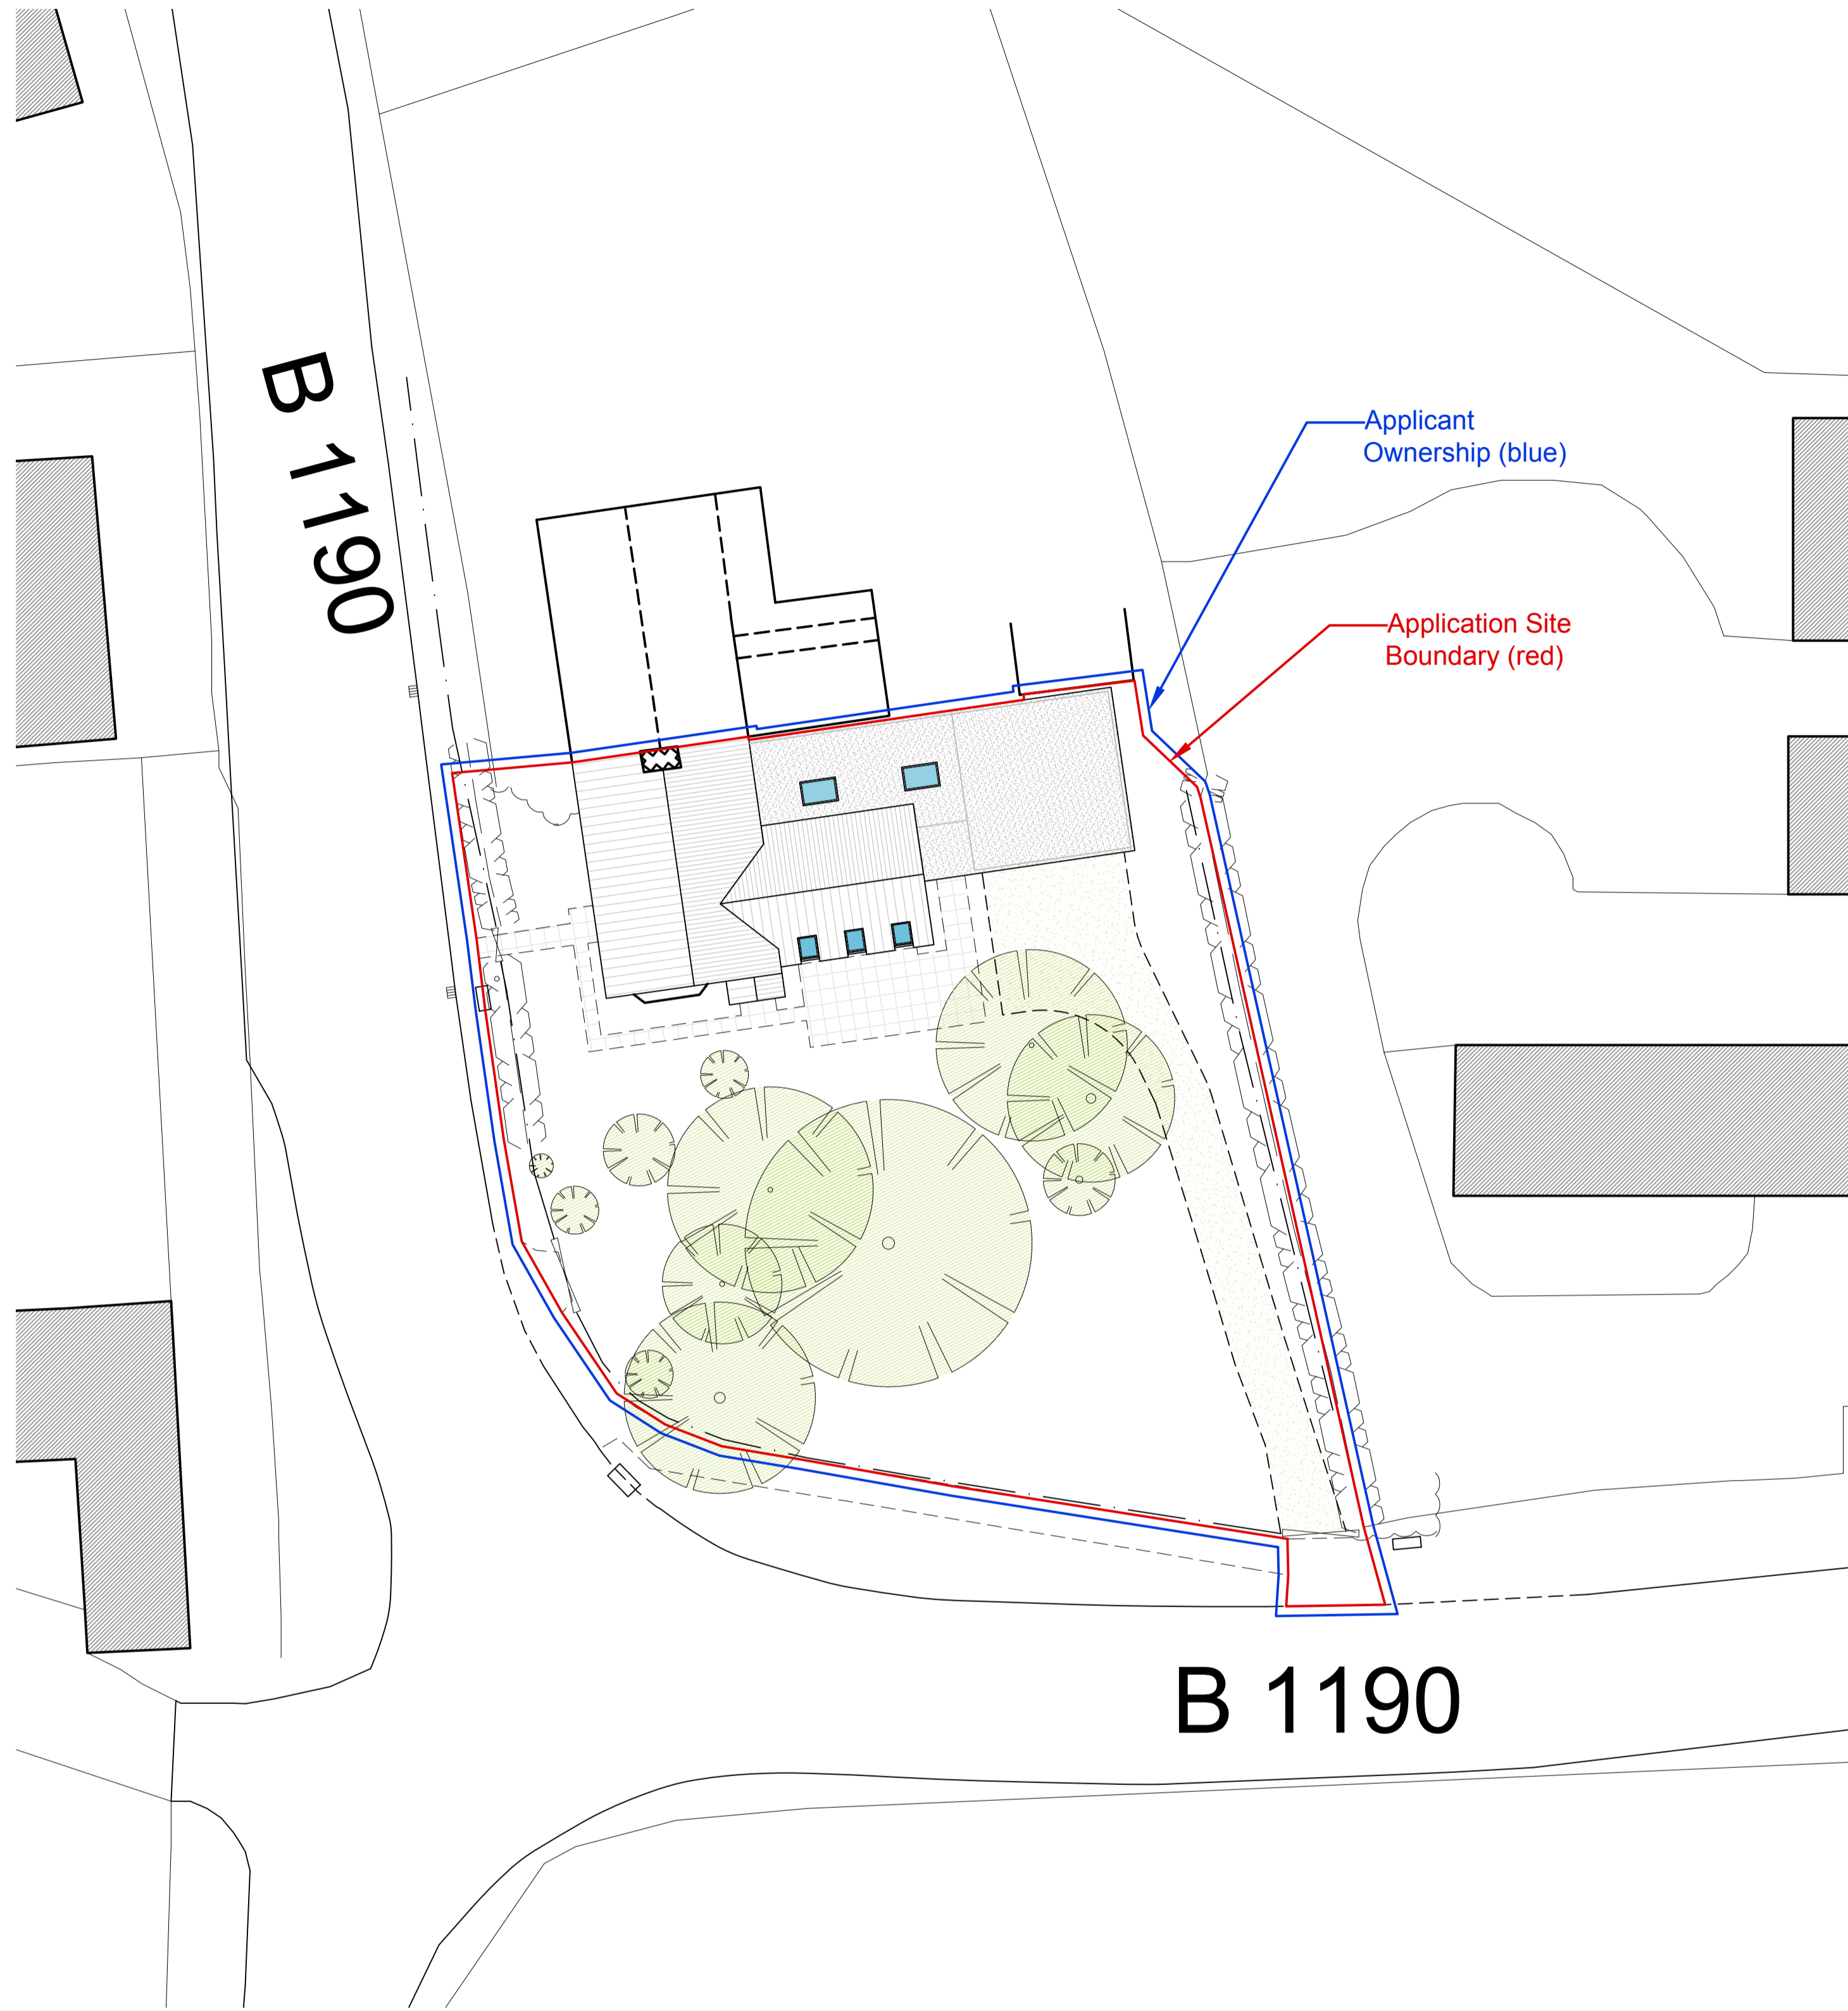 B 1190
Applicant
Ownership (blue)
Application Site
Boundary (red)
B 1190